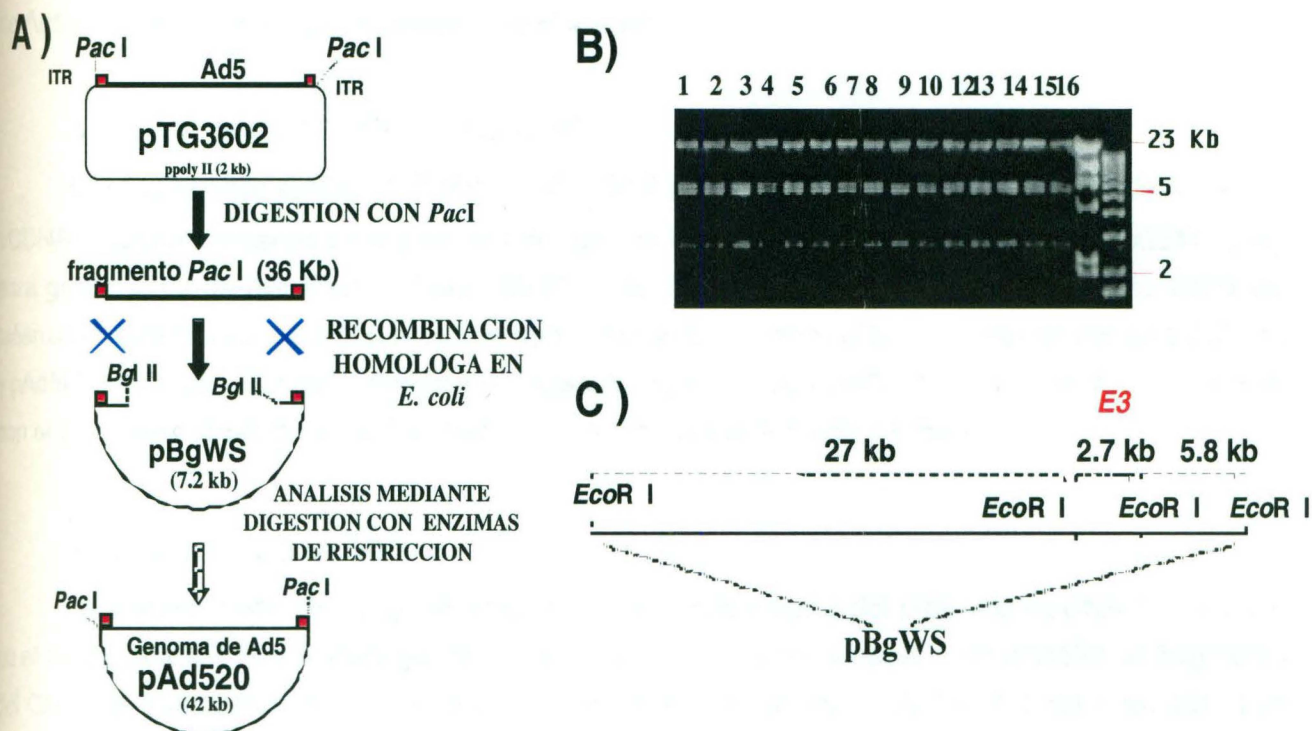 A)
Pac I
Pac I
ITR
Ad5
ITR
pTG3602
ppoly II (2 kb)
DIGESTION CON PacI
fragmento Pac I (36 Kb)
RECOMBINACION
HOMOLOGA EN
E. coli
Bgl II
Bgl II
pBgWS
(7.2 kb)
ANALISIS MEDIANTE
DIGESTION CON ENZIMAS
DE RESTRICCION
Pac I
Pac I
Genoma de Ad5
pAd520
(42 kb)
B)
1 2 3 4 5 6 7 8 9 10 12 13 14 15 16
23 Kb
5
2
C)
E3
27 kb 2.7 kb 5.8 kb
EcoR I EcoR I EcoR I EcoR I
pBgWS